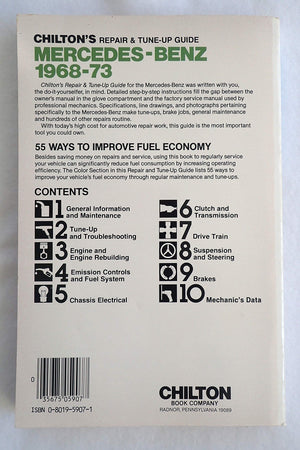 CHILTON'S REPAIR & TUNE-UP GUIDE
MERCEDES-BENZ
1968-73
Chilton's Repair & Tune-Up Guide for the Mercedes-Benz was written with you,
the do-it-yourselfer, in mind. Detailed step-by-step instructions fill the gap between the
owner's manual in the glove compartment and the factory service manual used by
professional mechanics. Specifications, line drawings, and photographs pertaining
specifically to the Mercedes-Benz make tune-ups, brake jobs, general maintenance
and hundreds of other repairs routine.
With today's high cost for automotive repair work, this guide is the most important
tool you could own.
55 WAYS TO IMPROVE FUEL ECONOMY
Besides saving money on repairs and service, using this book to regularly service
your vehicle can significantly reduce fuel consumption by increasing operating
efficiency. The Color Section in this Repair and Tune-Up Guide lists 55 ways to
improve your vehicle's fuel economy through regular maintenance and tune-ups.
CONTENTS
1 General Information
and Maintenance
2 Tune-Up
and Troubleshooting
3 Engine and
Engine Rebuilding
4 Emission Controls
and Fuel System
5 Chassis Electrical
6 Clutch and
Transmission
7 Drive Train
8 Suspension
and Steering
9 Brakes
10 Mechanic's Data
0
35675 05907
ISBN 0-8019-5907-1
CHILTON
BOOK COMPANY
RADNOR, PENNSYLVANIA 19089